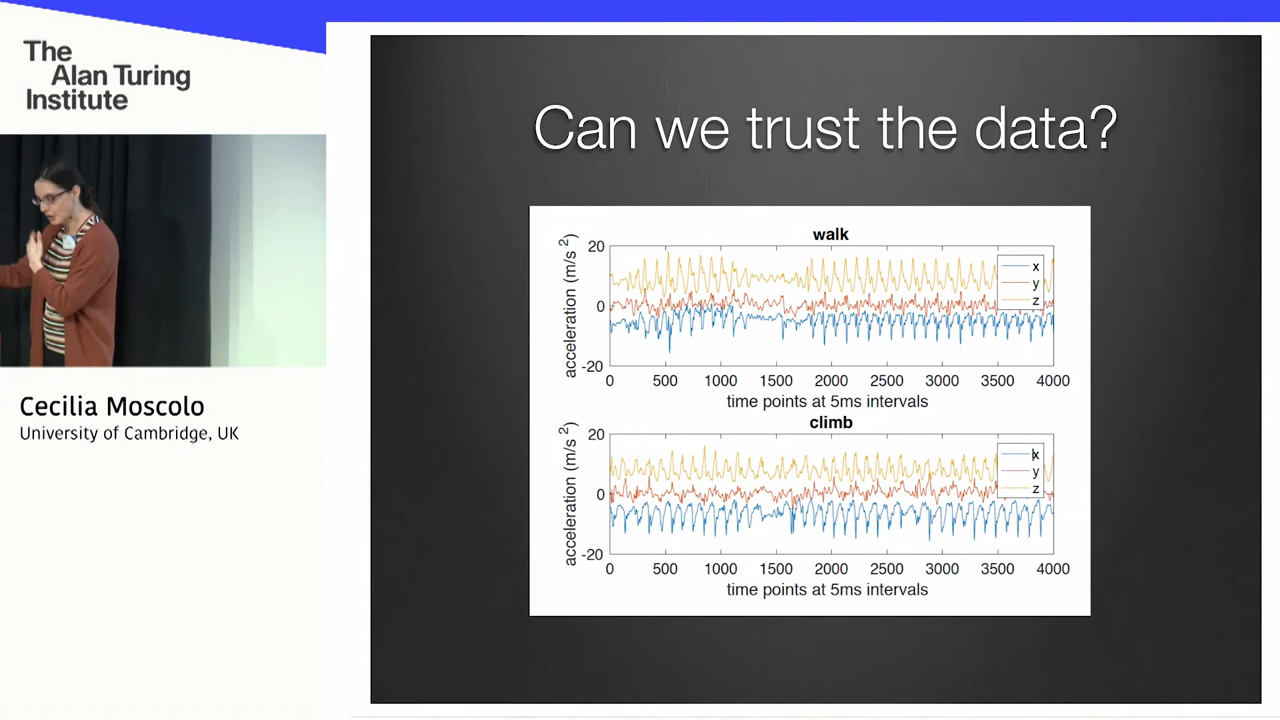 The
Alan Turing
Institute
Cecilia Moscolo
University of Cambridge, UK
Can we trust the data?
walk
acceleration (m/s²)
20
0
-20
x
y
z
0 500 1000 1500 2000 2500 3000 3500 4000
time points at 5ms intervals
climb
acceleration (m/s²)
20
0
-20
x
y
z
0 500 1000 1500 2000 2500 3000 3500 4000
time points at 5ms intervals